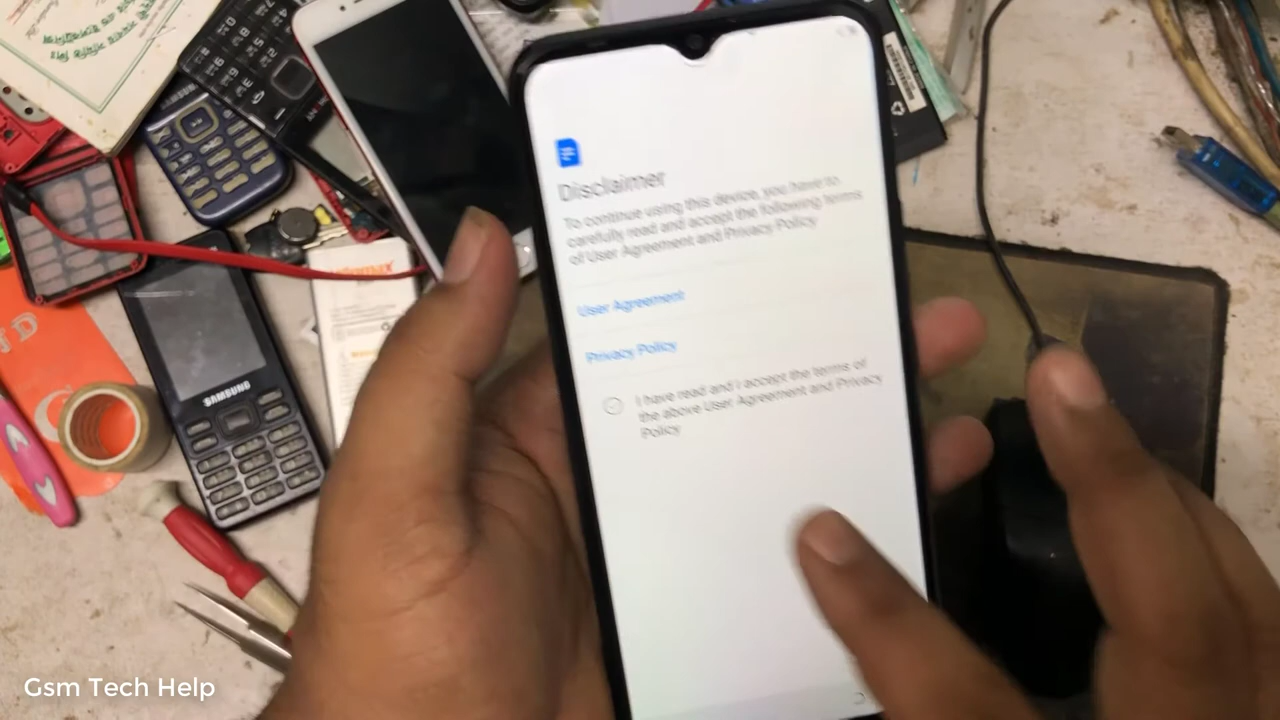 Disclaimer
To continue using this device, you have to
carefully read and accept the following terms
of User Agreement and Privacy Policy
User Agreement
Privacy Policy
I have read and I accept the terms of
the above User Agreement and Privacy
Policy
SAMSUNG
Gsm Tech Help